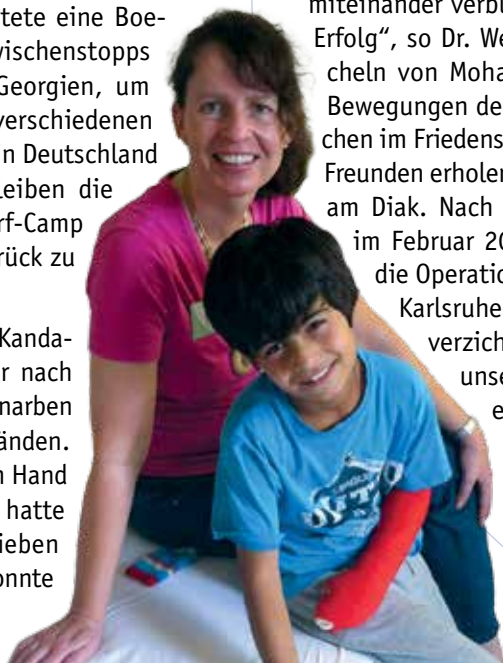 tete eine Boe-
wischenstopps
Georgien, um
verschiedenen
n Deutschland
leiben die
rf-Camp
rück zu
Kanda-
r nach
narben
änden.
n Hand
hatte
ieben
onnte
miteinander verb
Erfolg“, so Dr. We
cheln von Moha
Bewegungen de
chen im Friedens
Freunden erholen
am Diak. Nach
im Februar 20
die Operatio
Karlsruhe
verzich
unse
e